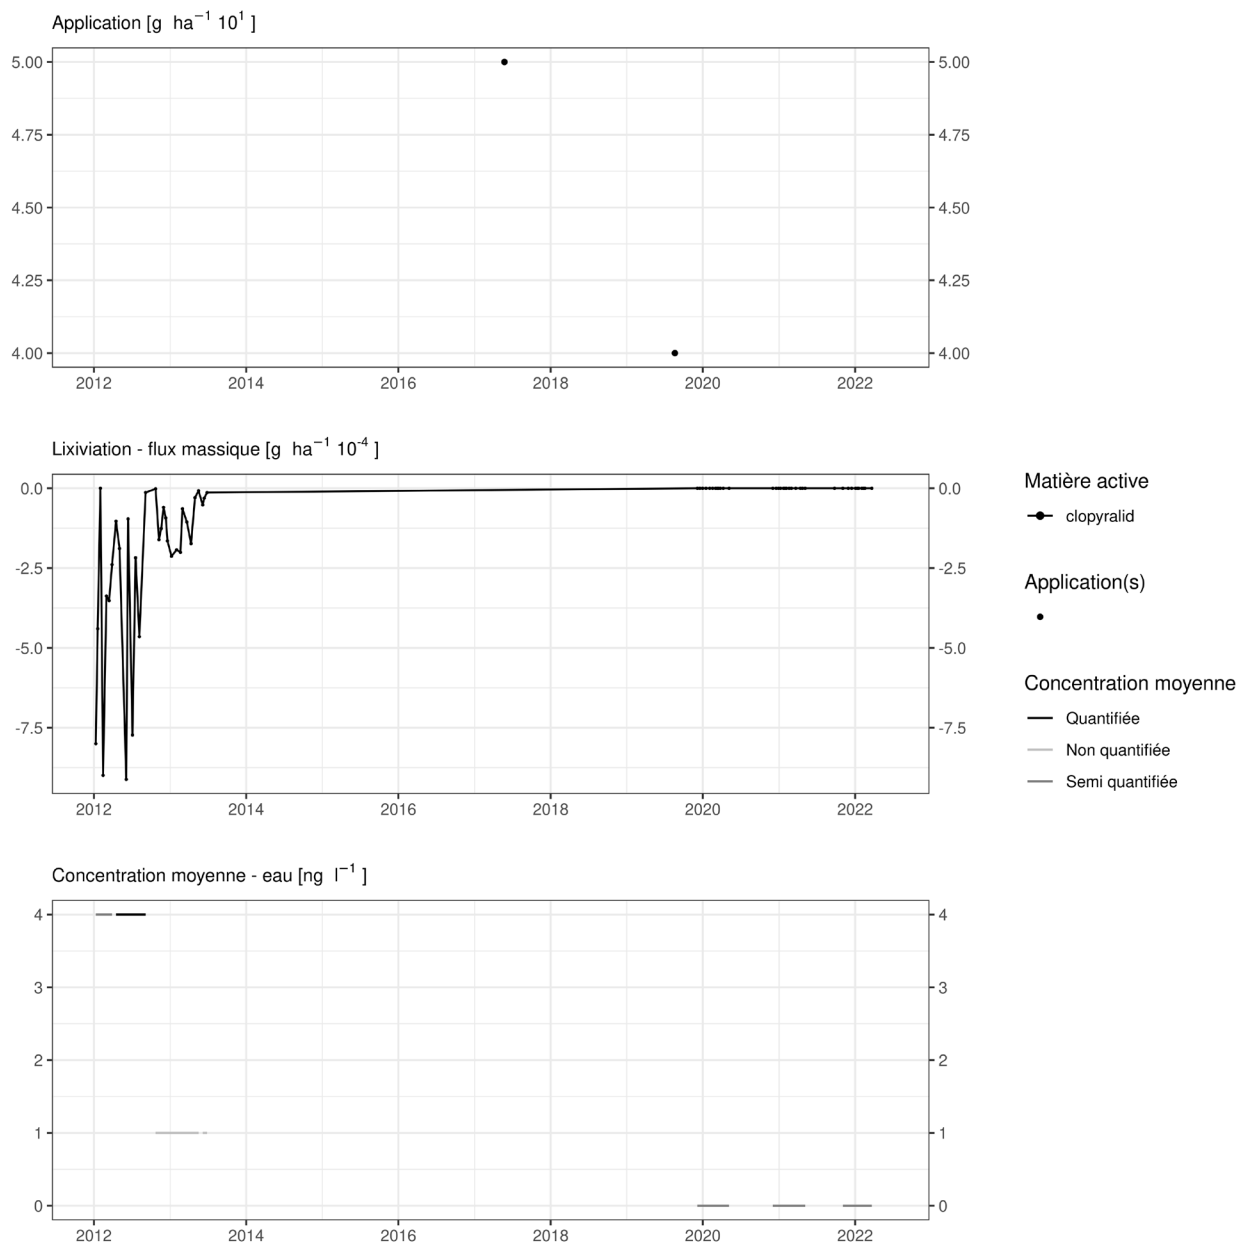 Application [g ha⁻¹ 10¹ ]
5.00 5.00
4.75 4.75
4.50 4.50
4.25 4.25
4.00 4.00
2012 2014 2016 2018 2020 2022
Lixiviation - flux massique [g ha⁻¹ 10⁻⁴ ]
0.0 0.0
-2.5 -2.5
-5.0 -5.0
-7.5 -7.5
2012 2014 2016 2018 2020 2022
Matière active
clopyralid
Application(s)
Concentration moyenne
Quantifiée
Non quantifiée
Semi quantifiée
Concentration moyenne - eau [ng l⁻¹ ]
4 4
3 3
2 2
1 1
0 0
2012 2014 2016 2018 2020 2022